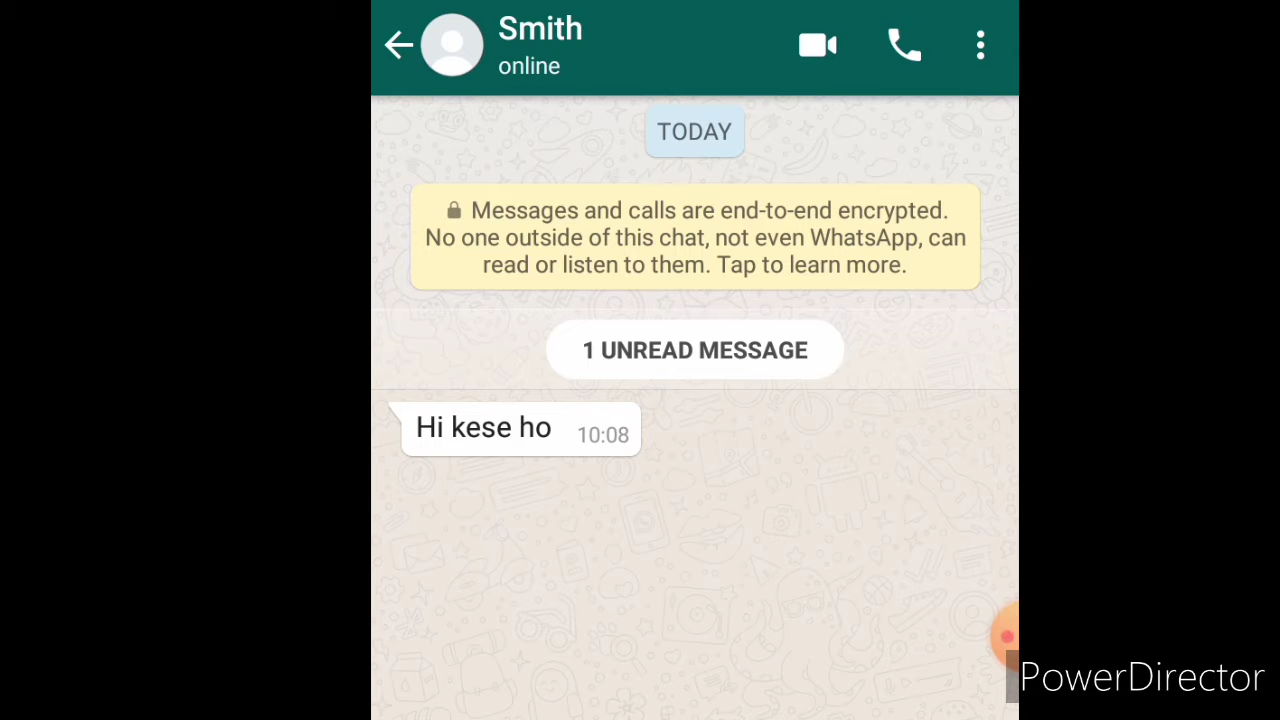 Smith
online
TODAY
Messages and calls are end-to-end encrypted.
No one outside of this chat, not even WhatsApp, can
read or listen to them. Tap to learn more.
1 UNREAD MESSAGE
Hi kese ho 10:08
PowerDirector